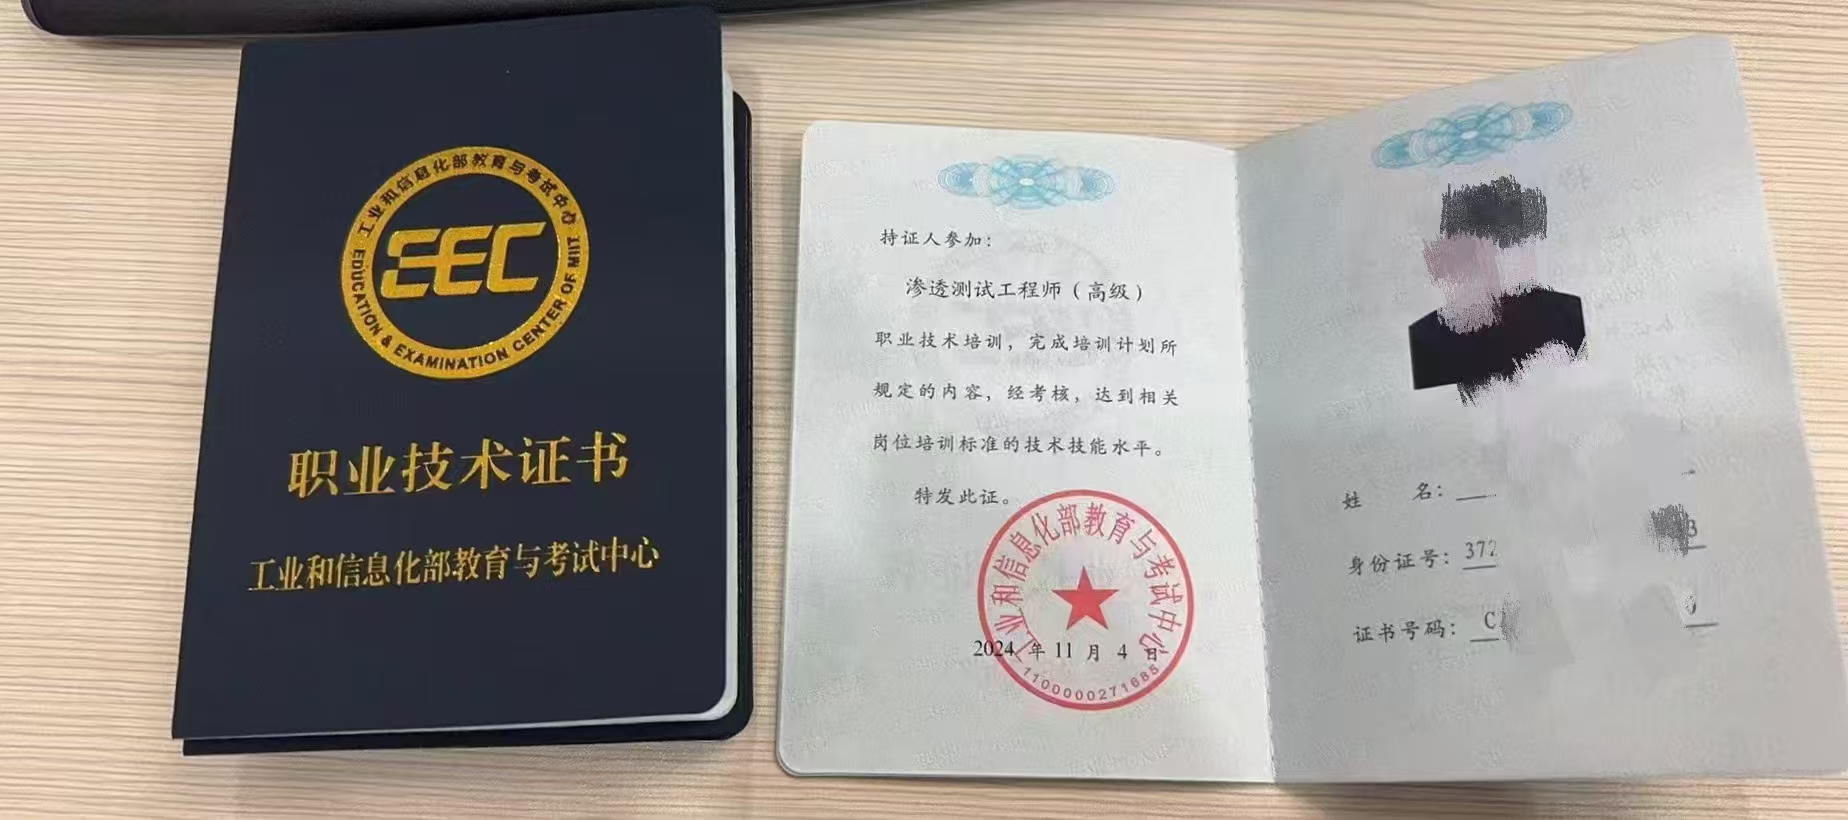 工业和信息化部教育与考试中心
EEC
EDUCATION & EXAMINATION CENTER OF MIIT
职业技术证书
工业和信息化部教育与考试中心
持证人参加：
渗透测试工程师（高级）
职业技术培训，完成培训计划所
规定的内容，经考核，达到相关
岗位培训标准的技术技能水平。
特发此证。
工业和信息化部教育与考试中心
2024 年 11 月 4 日
1100000271685
姓 名：
身份证号：372
证书号码：C